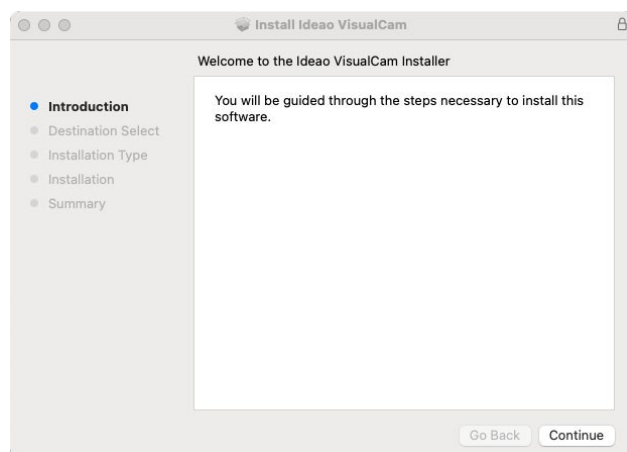 Install Ideao VisualCam
Welcome to the Ideao VisualCam Installer
Introduction
Destination Select
Installation Type
Installation
Summary
You will be guided through the steps necessary to install this
software.
Go Back
Continue